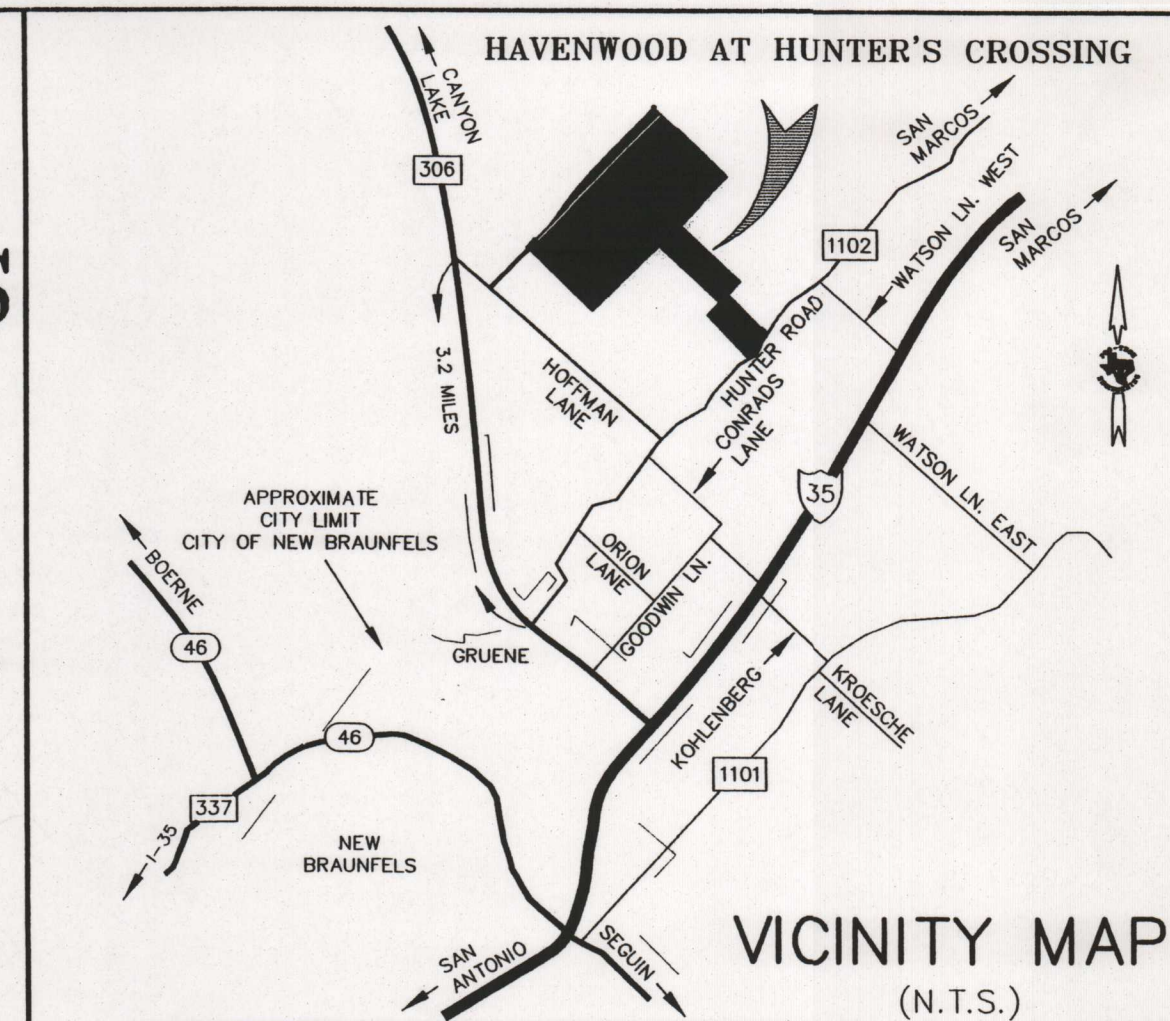 HAVENWOOD AT HUNTER'S CROSSING
CANYON
LAKE
306
SAN
MARCOS
WATSON LN. WEST
1102
SAN
MARCOS
3.2 MILES
HOFFMAN
LANE
HUNTER ROAD
CONRADS
LANE
35
WATSON LN. EAST
APPROXIMATE
CITY LIMIT
CITY OF NEW BRAUNFELS
BOERNE
46
ORION
LANE
GOODWIN LN.
GRUENE
KOHLENBERG
KROESCHE
LANE
46
1101
337
I-35
NEW
BRAUNFELS
SAN
ANTONIO
SEGUIN
VICINITY MAP
(N.T.S.)